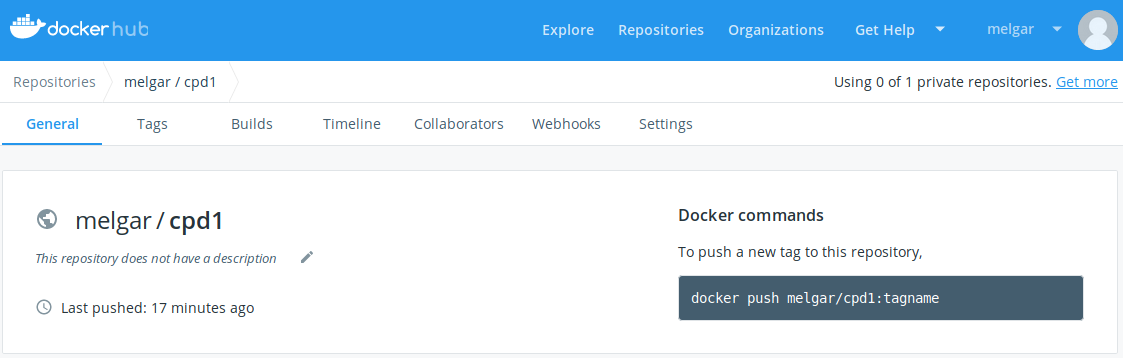 dockerhub Explore Repositories Organizations Get Help melgar
Repositories melgar / cpd1 Using 0 of 1 private repositories. Get more
General Tags Builds Timeline Collaborators Webhooks Settings
melgar / cpd1
This repository does not have a description
Last pushed: 17 minutes ago
Docker commands
To push a new tag to this repository,
docker push melgar/cpd1:tagname